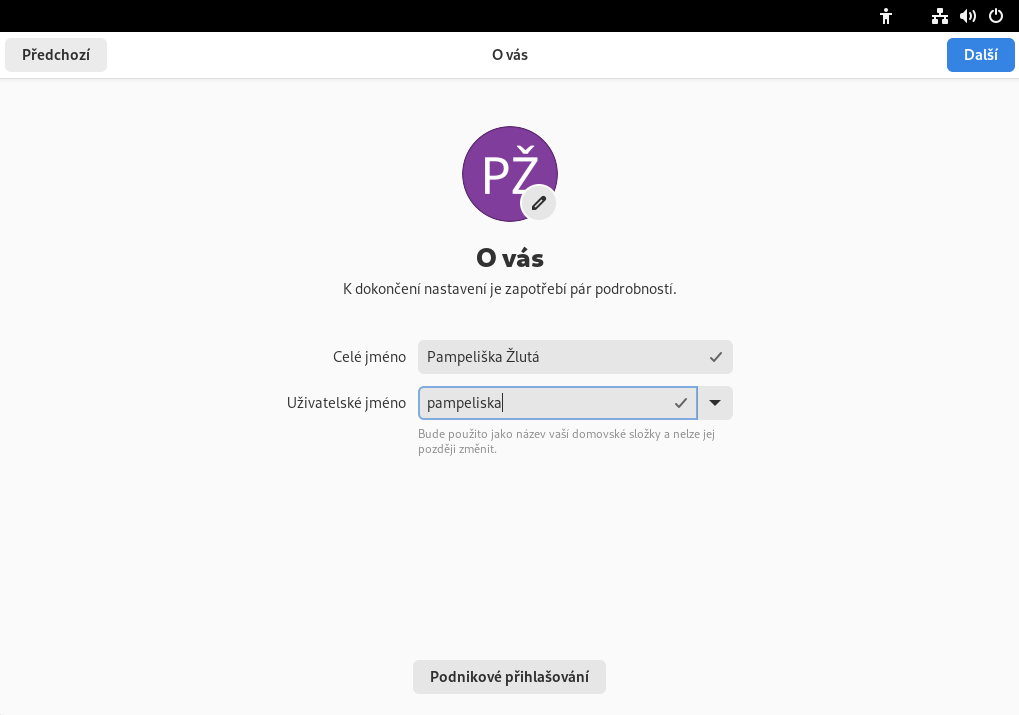 Předchozí
O vás
Další
PŽ
O vás
K dokončení nastavení je zapotřebí pár podrobností.
Celé jméno
Pampeliška Žlutá
Uživatelské jméno
pampeliska
Bude použito jako název vaší domovské složky a nelze jej
později změnit.
Podnikové přihlašování